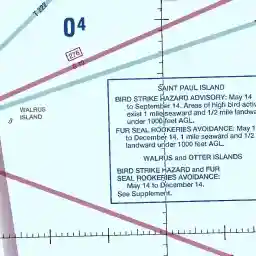 T-223
04
276
WALRUS
ISLAND
SAINT PAUL ISLAND
BIRD STRIKE HAZARD ADVISORY: May 14
to September 14. Areas of high bird
exist 1 mile seaward and 1/2 mile
under 1000 feet AGL.
FUR SEAL ROOKERIES AVOIDANCE: May
to December 14, 1 mile seaward and 1/2
landward under 1000 feet AGL.
WALRUS and OTTER ISLANDS
BIRD STRIKE HAZARD and FUR
SEAL ROOKERIES AVOIDANCE:
May 14 to December 14.
See Supplement.